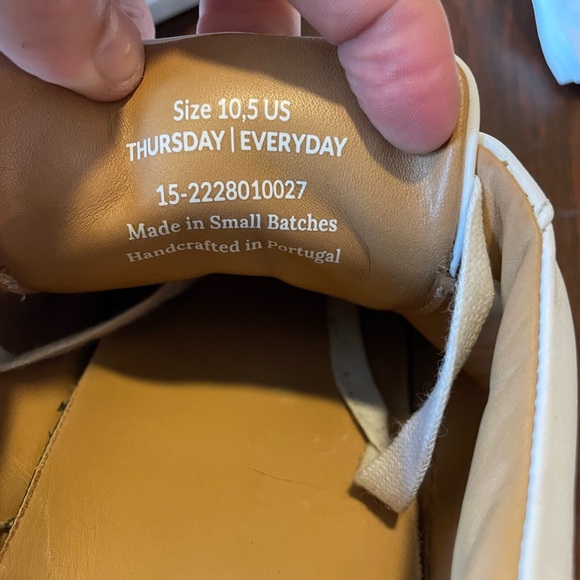 Size 10,5 US
THURSDAY | EVERYDAY
15-2228010027
Made in Small Batches
Handcrafted in Portugal